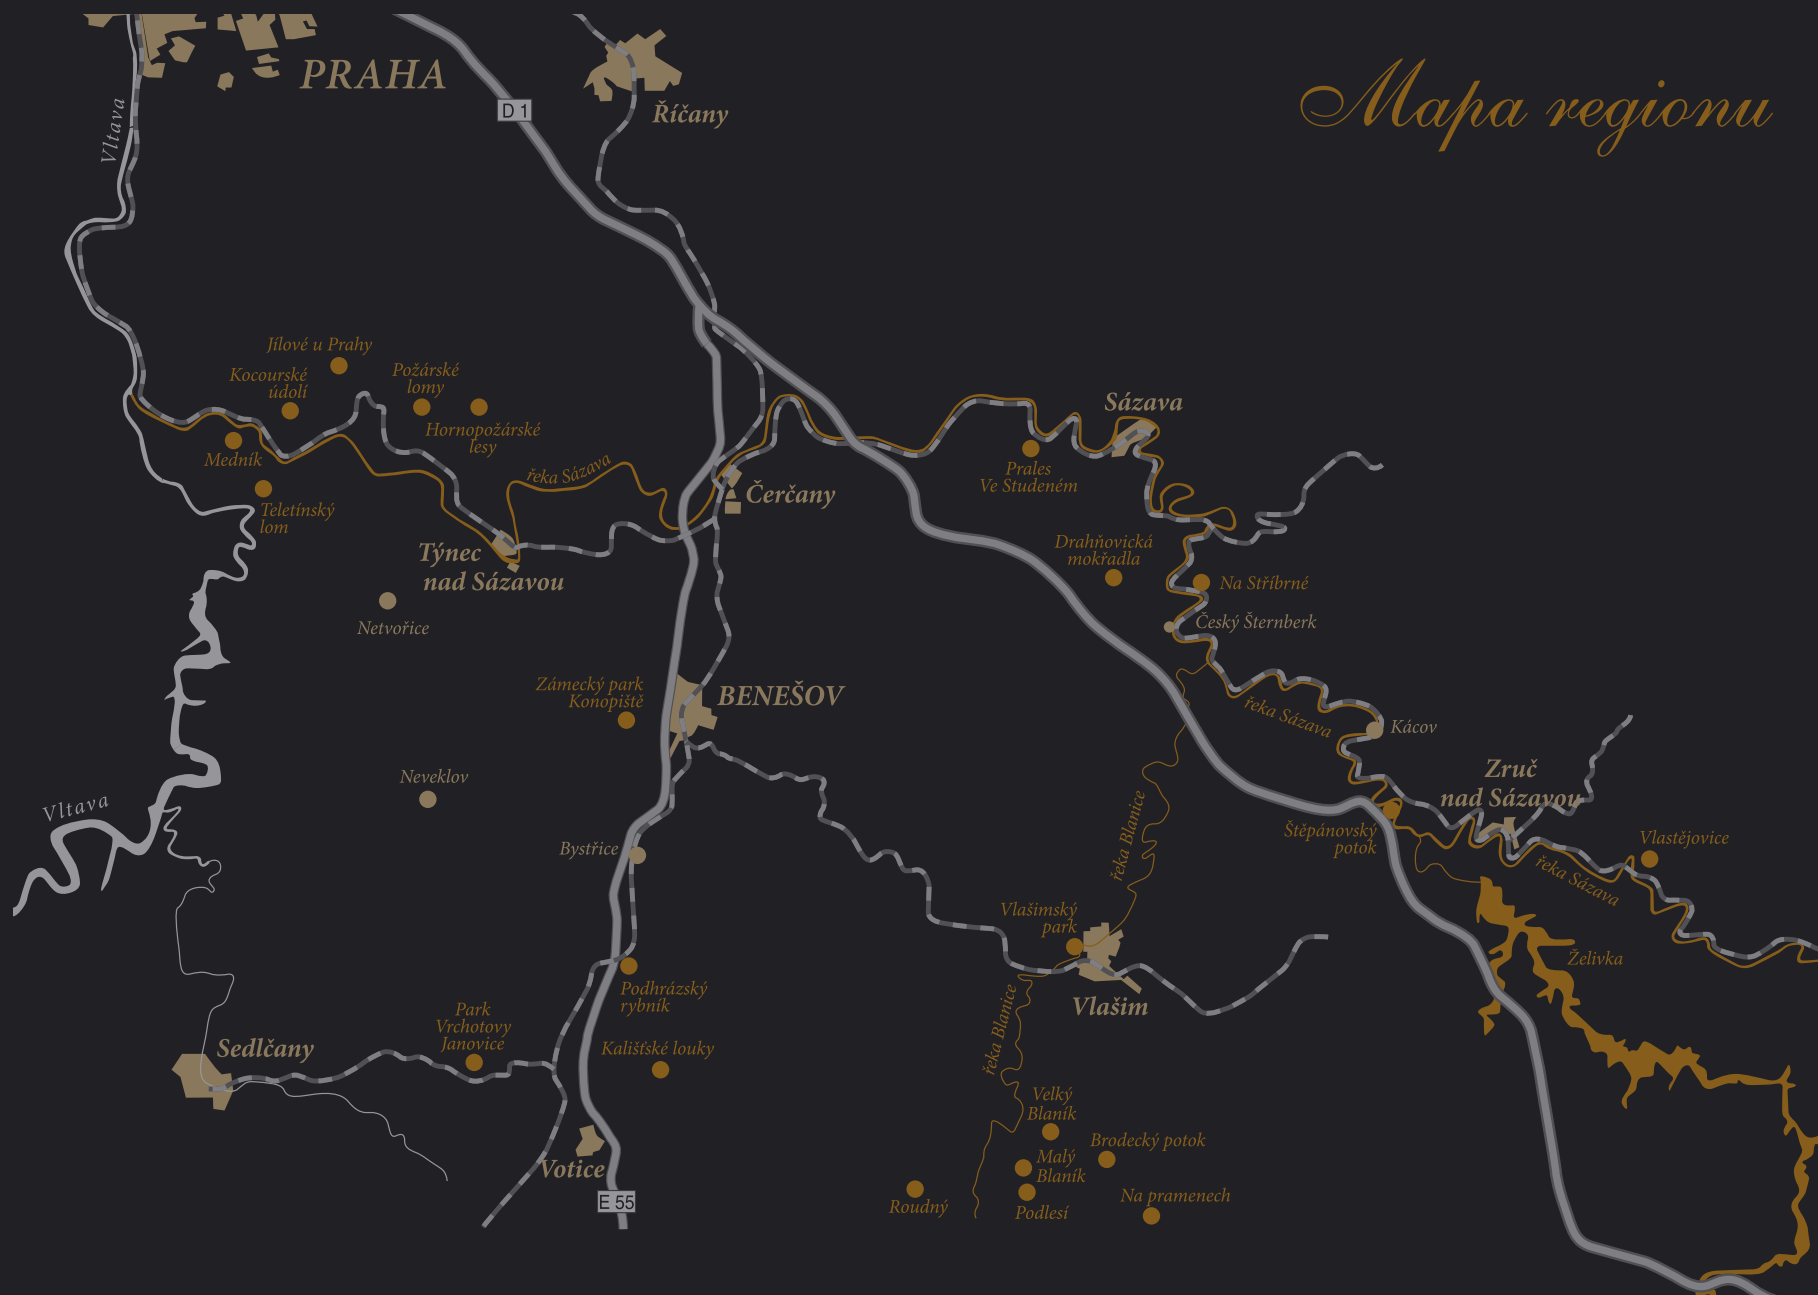 Mapa regionu
PRAHA
Říčany
D 1
Vltava
Jílové u Prahy
Kocourské
údolí
Požárské
lomy
Hornopožárské
lesy
Medník
Teletínský
lom
řeka Sázava
Čerčany
Týnec
nad Sázavou
Netvořice
Sázava
Prales
Ve Studeném
Drahňovická
mokřadla
Na Stříbrné
Český Šternberk
Zámecký park
Konopiště
BENEŠOV
řeka Sázava
Kácov
Neveklov
Zruč
nad Sázavou
Vltava
Bystřice
řeka Blanice
Štěpánovský
potok
Vlastějovice
řeka Sázava
Vlašimský
park
Želivka
Podhrázský
rybník
Vlašim
Park
Vrchotovy
Janovice
řeka Blanice
Sedlčany
Kališťské louky
Velký
Blaník
Brodecký potok
Malý
Blaník
Votice
E 55
Roudný
Podlesí
Na pramenech